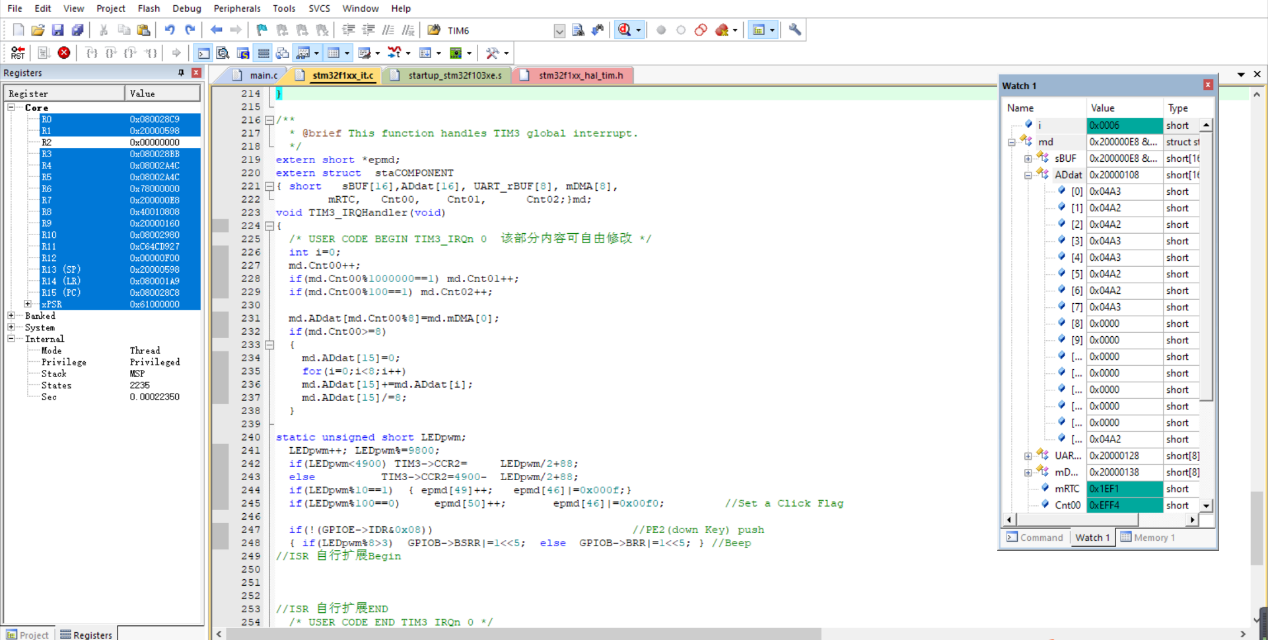 File Edit View Project Flash Debug Peripherals Tools SVCS Window Help
TIM6
RST
Registers
main.c stm32f1xx_it.c startup_stm32f103xe.s stm32f1xx_hal_tim.h
Register Value
Core
R0 0x080028C9
R1 0x20000598
R2 0x00000000
R3 0x080028BB
R4 0x08002A4C
R5 0x08002A4C
R6 0x78000000
R7 0x200000E8
R8 0x40010808
R9 0x20000160
R10 0x08002980
R11 0xC64CD927
R12 0x00000F00
R13 (SP) 0x20000598
R14 (LR) 0x080001A9
R15 (PC) 0x080028C8
xPSR 0x61000000
Banked
System
Internal
Mode Thread
Privilege Privileged
Stack MSP
States 2235
Sec 0.00022350
Project Registers
214 }
215
216 /**
217 * @brief This function handles TIM3 global interrupt.
218 */
219 extern short *epmd;
220 extern struct staCOMPONENT
221 { short sBUF[16],ADdat[16], UART_rBUF[8], mDMA[8],
222 mRTC, Cnt00, Cnt01, Cnt02;}md;
223 void TIM3_IRQHandler(void)
224 {
225 /* USER CODE BEGIN TIM3_IRQn 0 该部分内容可自由修改 */
226 int i=0;
227 md.Cnt00++;
228 if(md.Cnt00%1000000==1) md.Cnt01++;
229 if(md.Cnt00%100==1) md.Cnt02++;
230
231 md.ADdat[md.Cnt00%8]=md.mDMA[0];
232 if(md.Cnt00>=8)
233 {
234 md.ADdat[15]=0;
235 for(i=0;i<8;i++)
236 md.ADdat[15]+=md.ADdat[i];
237 md.ADdat[15]/=8;
238 }
239
240 static unsigned short LEDpwm;
241 LEDpwm++; LEDpwm%=9800;
242 if(LEDpwm<4900) TIM3->CCR2= LEDpwm/2+88;
243 else TIM3->CCR2=4900- LEDpwm/2+88;
244 if(LEDpwm%10==1) { epmd[49]++; epmd[46]|=0x000f;}
245 if(LEDpwm%100==0) epmd[50]++; epmd[46]|=0x00f0; //Set a Click Flag
246
247 if(!(GPIOE->IDR&0x08)) //PE2(down Key) push
248 { if(LEDpwm%8>3) GPIOB->BSRR|=1<<5; else GPIOB->BRR|=1<<5; } //Beep
249 //ISR 自行扩展Begin
250
251
252
253 //ISR 自行扩展END
254 /* USER CODE END TIM3_IRQn 0 */
Watch 1
Name Value Type
i 0x0006 short
md 0x200000E8 &... struct st
sBUF 0x200000E8 &... short[16
ADdat 0x20000108 short[16
[0] 0x04A3 short
[1] 0x04A2 short
[2] 0x04A2 short
[3] 0x04A3 short
[4] 0x04A3 short
[5] 0x04A2 short
[6] 0x04A2 short
[7] 0x04A3 short
[8] 0x0000 short
[9] 0x0000 short
[... 0x0000 short
[... 0x0000 short
[... 0x0000 short
[... 0x0000 short
[... 0x0000 short
[... 0x04A2 short
UAR... 0x20000128 short[8]
mD... 0x20000138 short[8]
mRTC 0x1EF1 short
Cnt00 0xEFF4 short
Command Watch 1 Memory 1